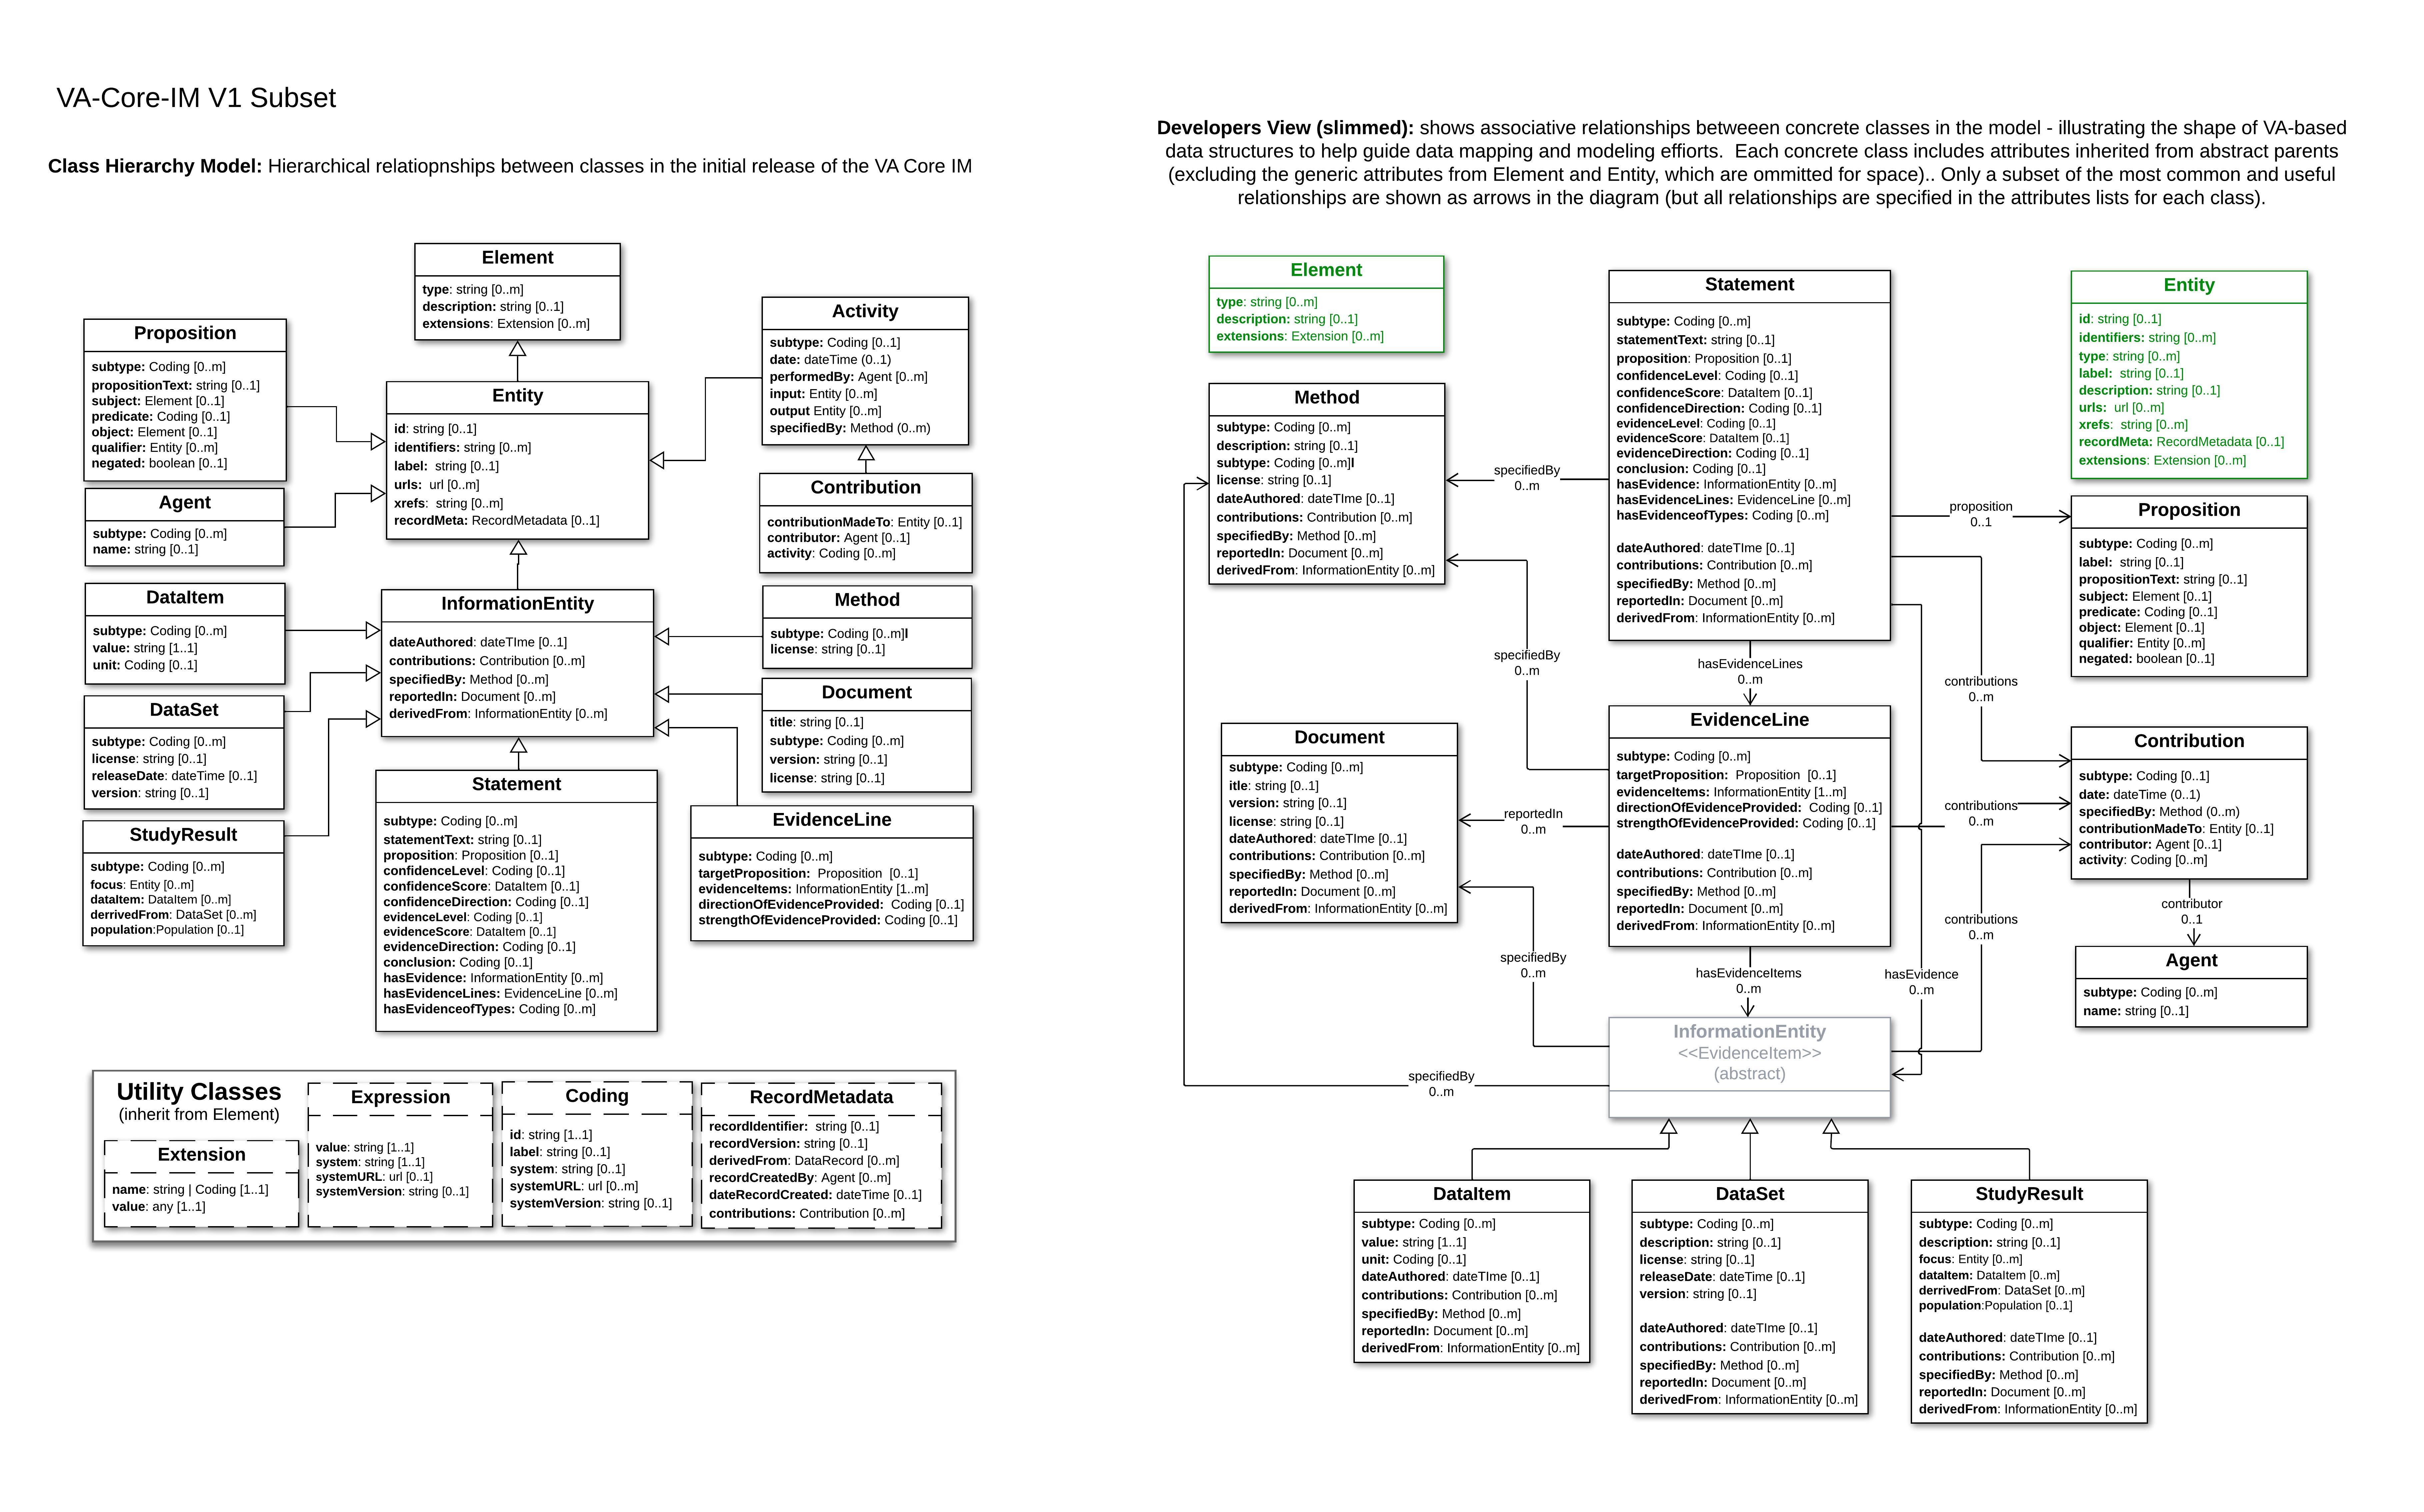 VA-Core-IM V1 Subset
Class Hierarchy Model: Hierarchical relatiopnships between classes in the initial release of the VA Core IM
Element
type: string [0..m]
description: string [0..1]
extensions: Extension [0..m]
Proposition
subtype: Coding [0..m]
propositionText: string [0..1]
subject: Element [0..1]
predicate: Coding [0..1]
object: Element [0..1]
qualifier: Entity [0..m]
negated: boolean [0..1]
Entity
id: string [0..1]
identifiers: string [0..m]
label: string [0..1]
urls: url [0..m]
xrefs: string [0..m]
recordMeta: RecordMetadata [0..1]
Activity
subtype: Coding [0..1]
date: dateTime (0..1)
performedBy: Agent [0..m]
input: Entity [0..m]
output Entity [0..m]
specifiedBy: Method (0..m)
Agent
subtype: Coding [0..m]
name: string [0..1]
Contribution
contributionMadeTo: Entity [0..1]
contributor: Agent [0..1]
activity: Coding [0..m]
DataItem
subtype: Coding [0..m]
value: string [1..1]
unit: Coding [0..1]
InformationEntity
dateAuthored: dateTIme [0..1]
contributions: Contribution [0..m]
specifiedBy: Method [0..m]
reportedIn: Document [0..m]
derivedFrom: InformationEntity [0..m]
Method
subtype: Coding [0..m]l
license: string [0..1]
DataSet
subtype: Coding [0..m]
license: string [0..1]
releaseDate: dateTime [0..1]
version: string [0..1]
Document
title: string [0..1]
subtype: Coding [0..m]
version: string [0..1]
license: string [0..1]
StudyResult
subtype: Coding [0..m]
focus: Entity [0..m]
dataItem: DataItem [0..m]
derrivedFrom: DataSet [0..m]
population:Population [0..1]
Statement
subtype: Coding [0..m]
statementText: string [0..1]
proposition: Proposition [0..1]
confidenceLevel: Coding [0..1]
confidenceScore: DataItem [0..1]
confidenceDirection: Coding [0..1]
evidenceLevel: Coding [0..1]
evidenceScore: DataItem [0..1]
evidenceDirection: Coding [0..1]
conclusion: Coding [0..1]
hasEvidence: InformationEntity [0..m]
hasEvidenceLines: EvidenceLine [0..m]
hasEvidenceofTypes: Coding [0..m]
EvidenceLine
subtype: Coding [0..m]
targetProposition: Proposition [0..1]
evidenceItems: InformationEntity [1..m]
directionOfEvidenceProvided: Coding [0..1]
strengthOfEvidenceProvided: Coding [0..1]
Utility Classes
(inherit from Element)
Extension
name: string | Coding [1..1]
value: any [1..1]
Expression
value: string [1..1]
system: string [1..1]
systemURL: url [0..1]
systemVersion: string [0..1]
Coding
id: string [1..1]
label: string [0..1]
system: string [0..1]
systemURL: url [0..m]
systemVersion: string [0..1]
RecordMetadata
recordIdentifier: string [0..1]
recordVersion: string [0..1]
derivedFrom: DataRecord [0..m]
recordCreatedBy: Agent [0..m]
dateRecordCreated: dateTime [0..1]
contributions: Contribution [0..m]
Developers View (slimmed): shows associative relationships betweeen concrete classes in the model - illustrating the shape of VA-based
data structures to help guide data mapping and modeling efforts. Each concrete class includes attributes inherited from abstract parents
(excluding the generic attributes from Element and Entity, which are ommitted for space).. Only a subset of the most common and useful
relationships are shown as arrows in the diagram (but all relationships are specified in the attributes lists for each class).
Element
type: string [0..m]
description: string [0..1]
extensions: Extension [0..m]
Method
subtype: Coding [0..m]
description: string [0..1]
subtype: Coding [0..m]l
license: string [0..1]
dateAuthored: dateTIme [0..1]
contributions: Contribution [0..m]
specifiedBy: Method [0..m]
reportedIn: Document [0..m]
derivedFrom: InformationEntity [0..m]
specifiedBy
0..m
Statement
subtype: Coding [0..m]
statementText: string [0..1]
proposition: Proposition [0..1]
confidenceLevel: Coding [0..1]
confidenceScore: DataItem [0..1]
confidenceDirection: Coding [0..1]
evidenceLevel: Coding [0..1]
evidenceScore: DataItem [0..1]
evidenceDirection: Coding [0..1]
conclusion: Coding [0..1]
hasEvidence: InformationEntity [0..m]
hasEvidenceLines: EvidenceLine [0..m]
hasEvidenceofTypes: Coding [0..m]
dateAuthored: dateTIme [0..1]
contributions: Contribution [0..m]
specifiedBy: Method [0..m]
reportedIn: Document [0..m]
derivedFrom: InformationEntity [0..m]
Entity
id: string [0..1]
identifiers: string [0..m]
type: string [0..m]
label: string [0..1]
description: string [0..1]
urls: url [0..m]
xrefs: string [0..m]
recordMeta: RecordMetadata [0..1]
extensions: Extension [0..m]
proposition
0..1
Proposition
subtype: Coding [0..m]
label: string [0..1]
propositionText: string [0..1]
subject: Element [0..1]
predicate: Coding [0..1]
object: Element [0..1]
qualifier: Entity [0..m]
negated: boolean [0..1]
specifiedBy
0..m
hasEvidenceLines
0..m
contributions
0..m
Document
subtype: Coding [0..m]
itle: string [0..1]
version: string [0..1]
license: string [0..1]
dateAuthored: dateTIme [0..1]
contributions: Contribution [0..m]
specifiedBy: Method [0..m]
reportedIn: Document [0..m]
derivedFrom: InformationEntity [0..m]
reportedIn
0..m
EvidenceLine
subtype: Coding [0..m]
targetProposition: Proposition [0..1]
evidenceItems: InformationEntity [1..m]
directionOfEvidenceProvided: Coding [0..1]
strengthOfEvidenceProvided: Coding [0..1]
dateAuthored: dateTIme [0..1]
contributions: Contribution [0..m]
specifiedBy: Method [0..m]
reportedIn: Document [0..m]
derivedFrom: InformationEntity [0..m]
contributions
0..m
Contribution
subtype: Coding [0..1]
date: dateTime (0..1)
specifiedBy: Method (0..m)
contributionMadeTo: Entity [0..1]
contributor: Agent [0..1]
activity: Coding [0..m]
contributor
0..1
contributions
0..m
specifiedBy
0..m
hasEvidenceItems
0..m
hasEvidence
0..m
Agent
subtype: Coding [0..m]
name: string [0..1]
InformationEntity
<<EvidenceItem>>
(abstract)
specifiedBy
0..m
DataItem
subtype: Coding [0..m]
value: string [1..1]
unit: Coding [0..1]
dateAuthored: dateTIme [0..1]
contributions: Contribution [0..m]
specifiedBy: Method [0..m]
reportedIn: Document [0..m]
derivedFrom: InformationEntity [0..m]
DataSet
subtype: Coding [0..m]
description: string [0..1]
license: string [0..1]
releaseDate: dateTime [0..1]
version: string [0..1]
dateAuthored: dateTIme [0..1]
contributions: Contribution [0..m]
specifiedBy: Method [0..m]
reportedIn: Document [0..m]
derivedFrom: InformationEntity [0..m]
StudyResult
subtype: Coding [0..m]
description: string [0..1]
focus: Entity [0..m]
dataItem: DataItem [0..m]
derrivedFrom: DataSet [0..m]
population:Population [0..1]
dateAuthored: dateTIme [0..1]
contributions: Contribution [0..m]
specifiedBy: Method [0..m]
reportedIn: Document [0..m]
derivedFrom: InformationEntity [0..m]